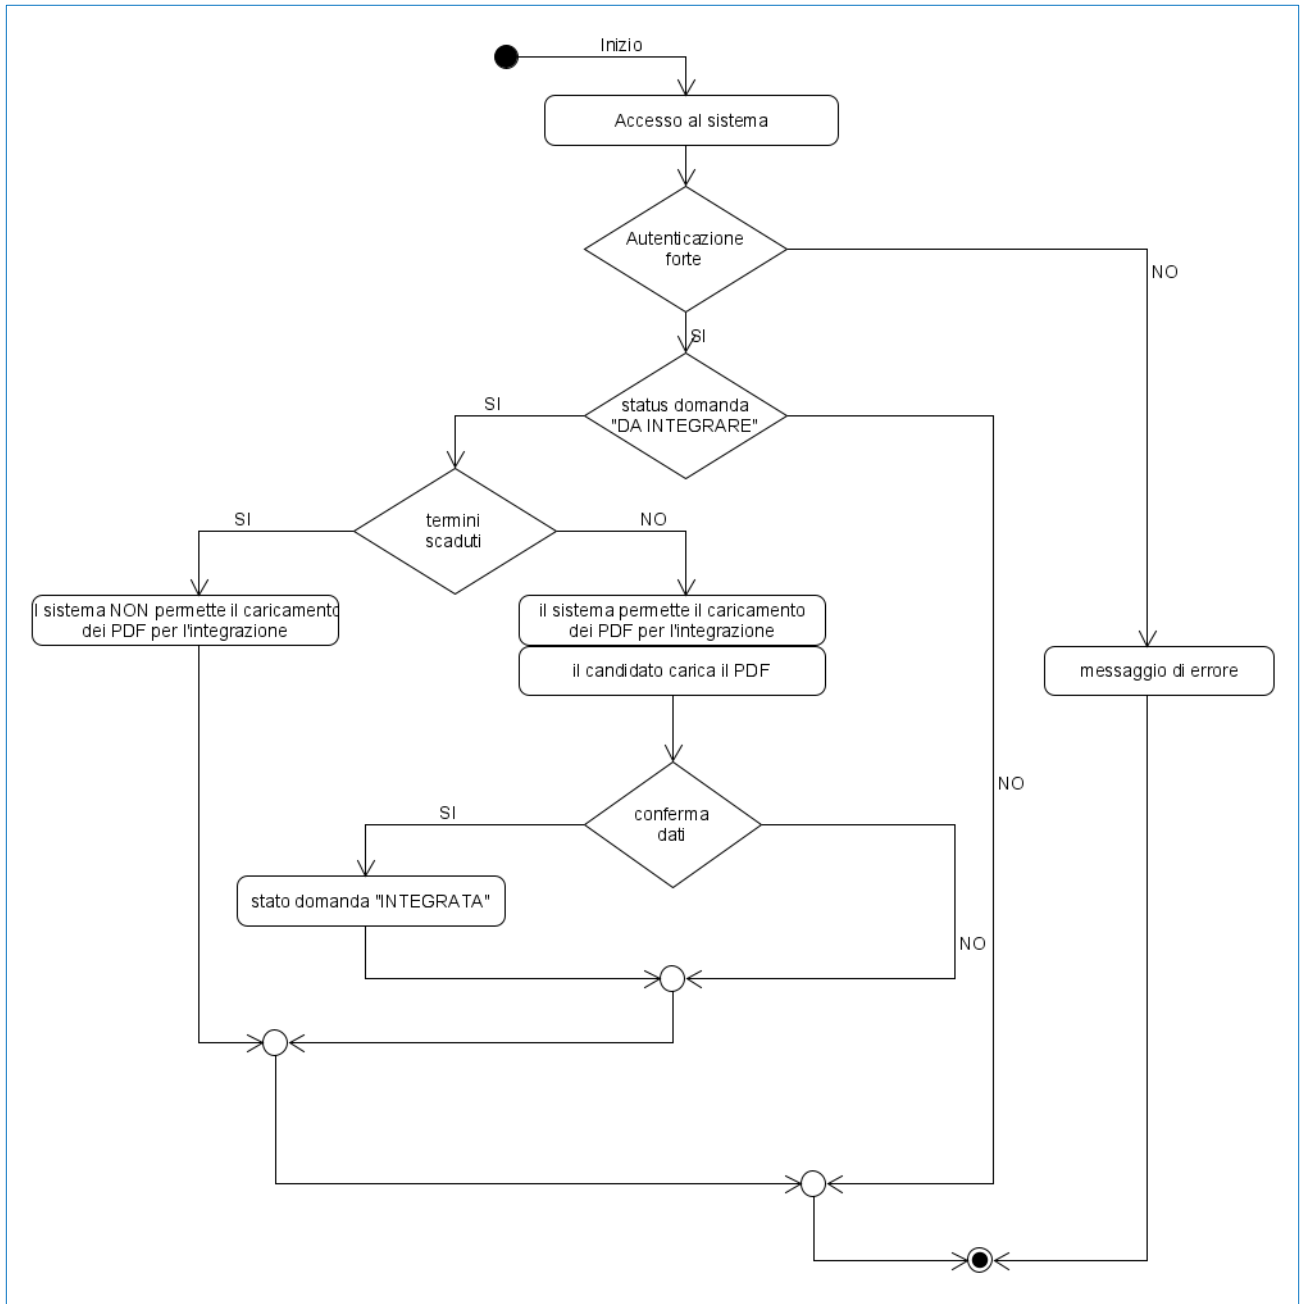 Inizio
Accesso al sistema
Autenticazione
forte
NO
SI
status domanda
"DA INTEGRARE"
SI
termini
scaduti
SI
NO
l sistema NON permette il caricamento
dei PDF per l'integrazione
il sistema permette il caricamento
dei PDF per l'integrazione
il candidato carica il PDF
messaggio di errore
NO
conferma
dati
SI
stato domanda "INTEGRATA"
NO